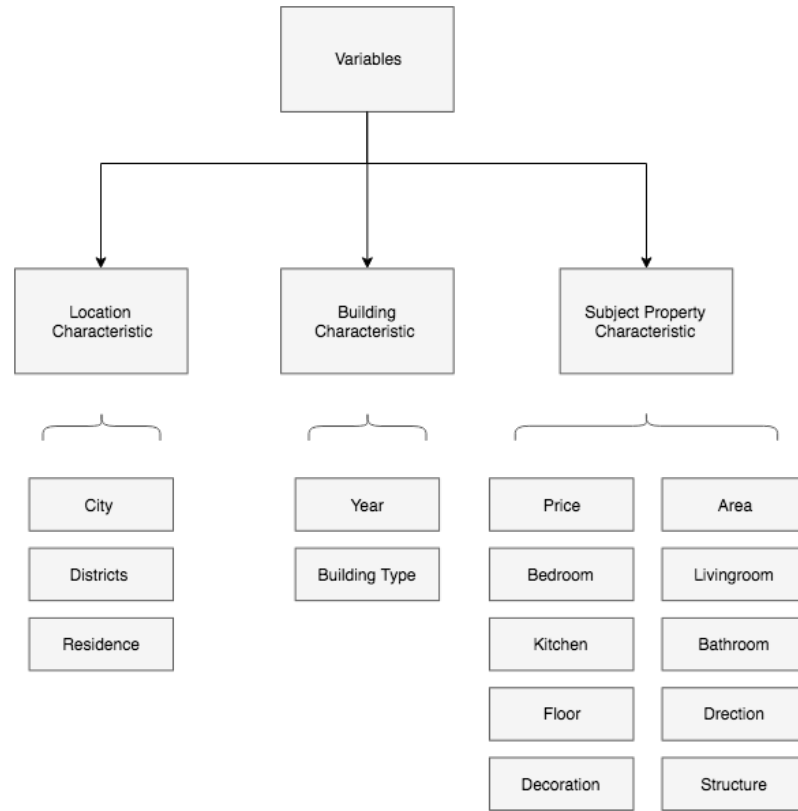 Variables
Location
Characteristic
Building
Characteristic
Subject Property
Characteristic
City
Districts
Residence
Year
Building Type
Price
Area
Bedroom
Livingroom
Kitchen
Bathroom
Floor
Drection
Decoration
Structure